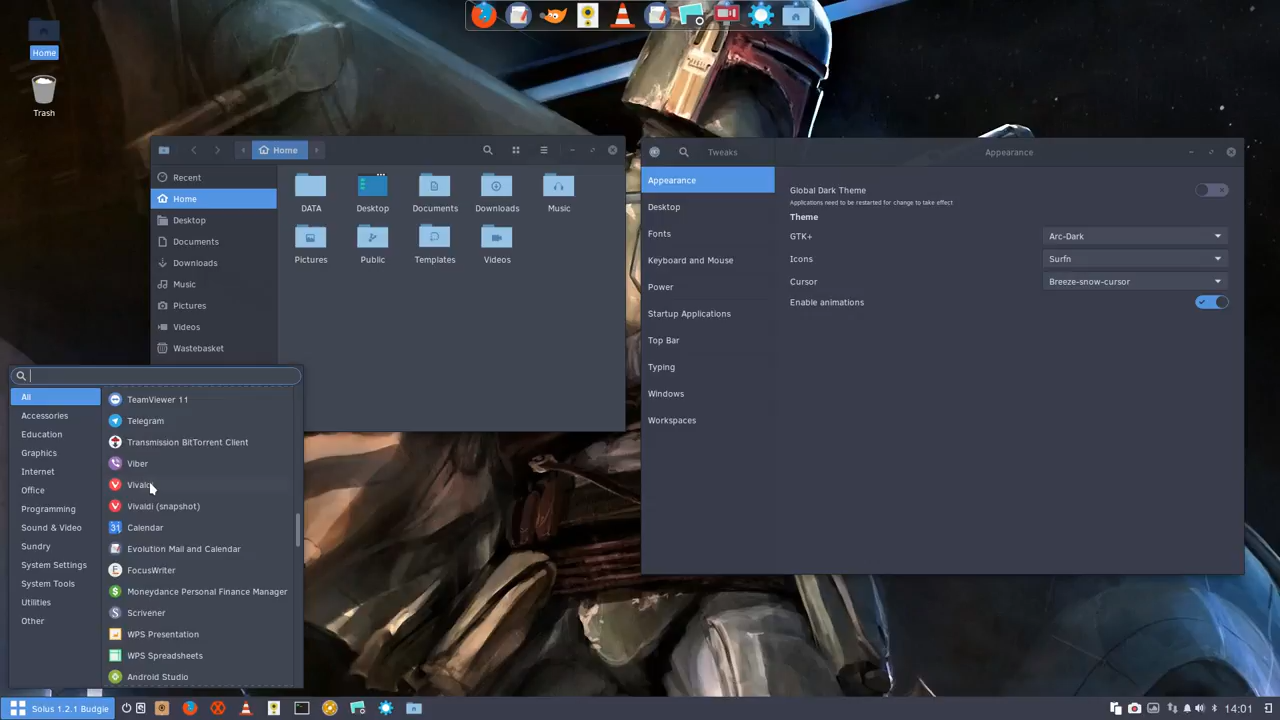 Home
Trash
Home
Recent
Home
Desktop
Documents
Downloads
Music
Pictures
Videos
Wastebasket
DATA
Desktop
Documents
Downloads
Music
Pictures
Public
Templates
Videos
Tweaks
Appearance
Appearance
Desktop
Fonts
Keyboard and Mouse
Power
Startup Applications
Top Bar
Typing
Windows
Workspaces
Global Dark Theme
Applications need to be restarted for change to take effect
Theme
GTK+
Arc-Dark
Icons
Surfn
Cursor
Breeze-snow-cursor
Enable animations
All
Accessories
Education
Graphics
Internet
Office
Programming
Sound & Video
Sundry
System Settings
System Tools
Utilities
Other
TeamViewer 11
Telegram
Transmission BitTorrent Client
Viber
Vivaldi
Vivaldi (snapshot)
31 Calendar
Evolution Mail and Calendar
FocusWriter
Moneydance Personal Finance Manager
Scrivener
WPS Presentation
WPS Spreadsheets
Android Studio
Solus 1.2.1 Budgie
14:01